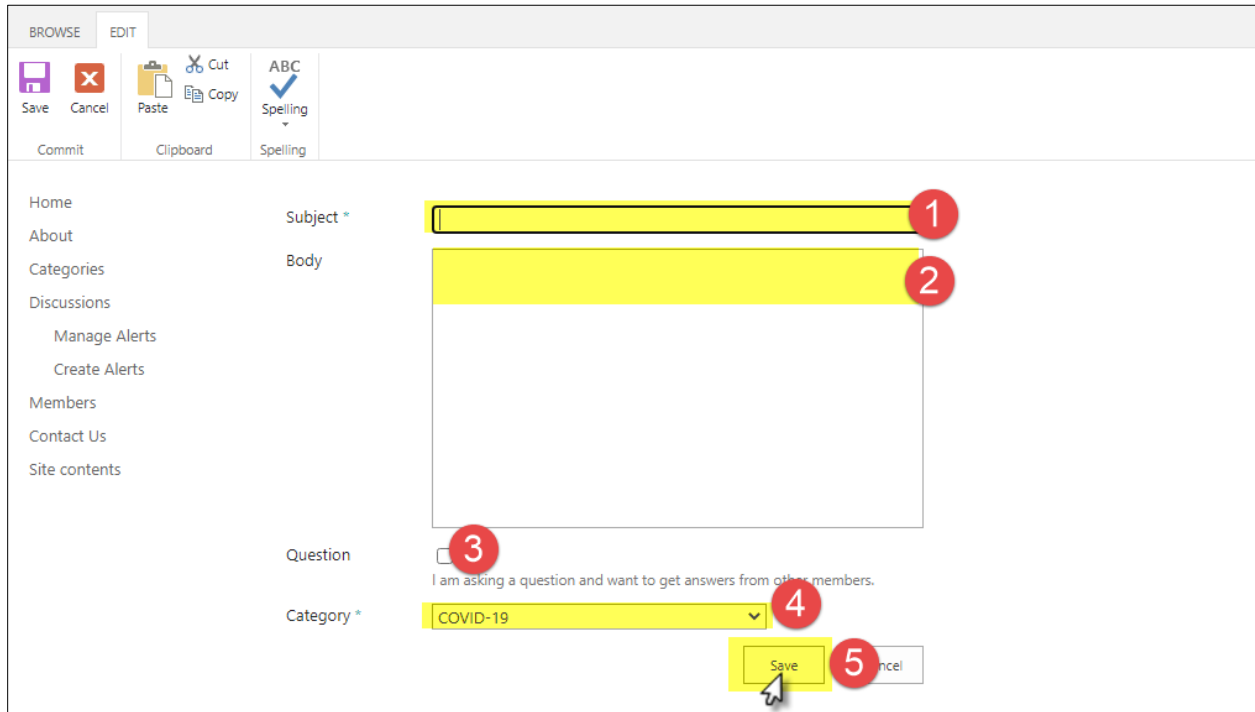 BROWSE EDIT
Save Cancel Paste Cut Copy ABC Spelling
Commit Clipboard Spelling
Home
About
Categories
Discussions
Manage Alerts
Create Alerts
Members
Contact Us
Site contents
Subject * 1
Body 2
Question 3
I am asking a question and want to get answers from other members.
Category * COVID-19 4
Save 5 ncel